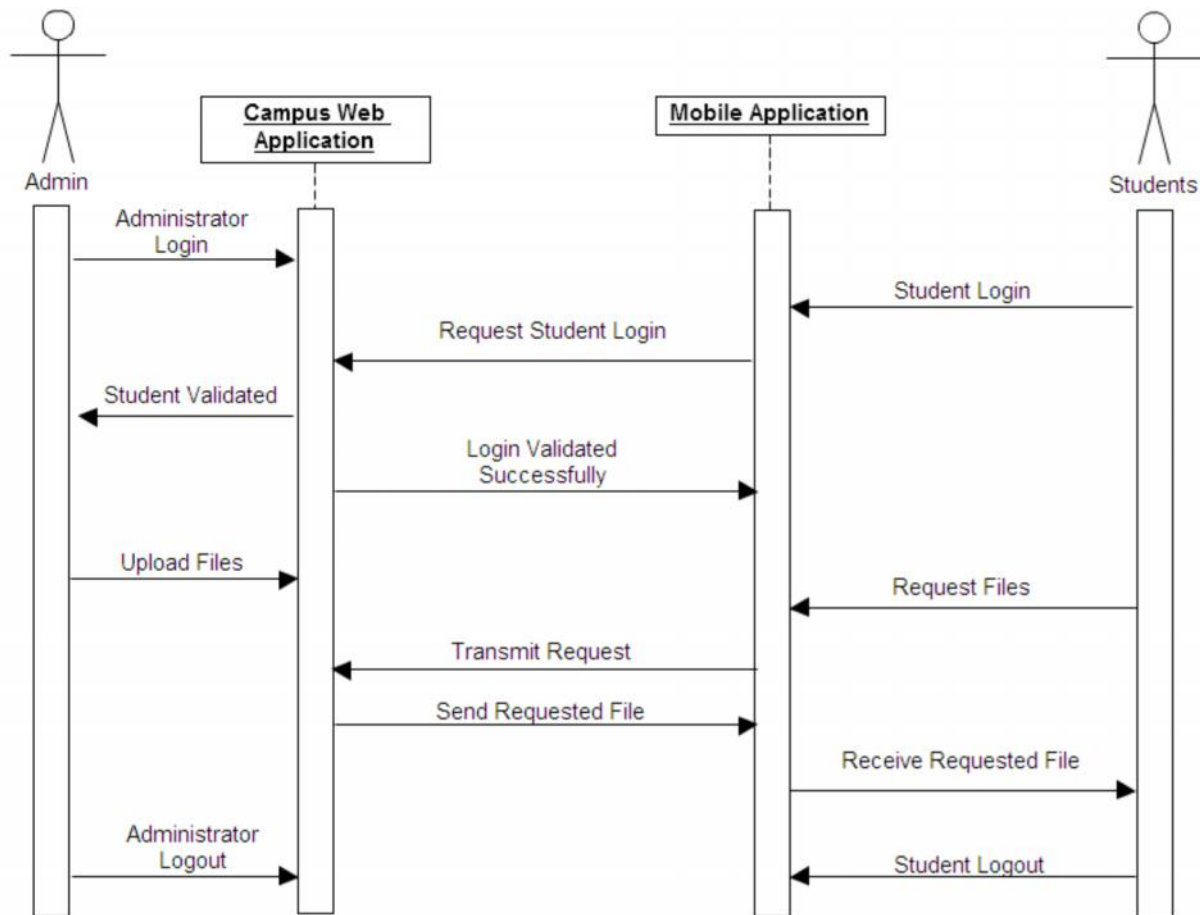 Campus Web
Application
Mobile Application
Admin
Students
Administrator
Login
Student Login
Request Student Login
Student Validated
Login Validated
Successfully
Upload Files
Request Files
Transmit Request
Send Requested File
Receive Requested File
Administrator
Logout
Student Logout